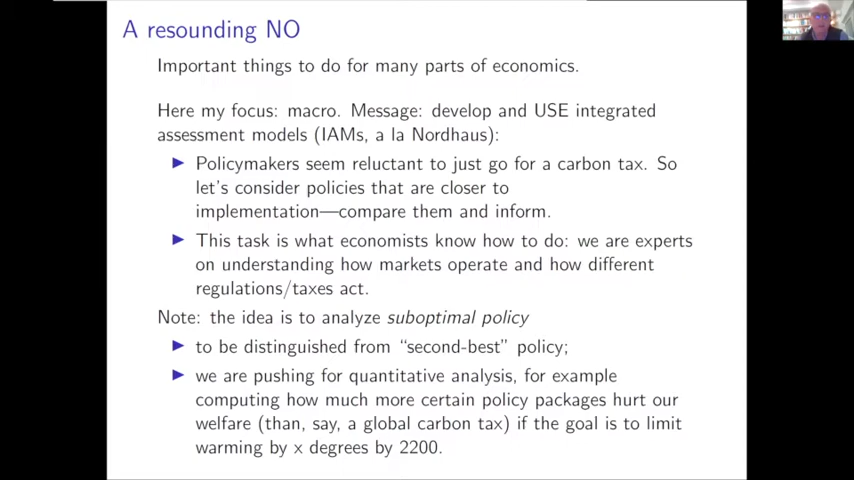 A resounding NO
Important things to do for many parts of economics.
Here my focus: macro. Message: develop and USE integrated
assessment models (IAMs, a la Nordhaus):
▶ Policymakers seem reluctant to just go for a carbon tax. So
let's consider policies that are closer to
implementation—compare them and inform.
▶ This task is what economists know how to do: we are experts
on understanding how markets operate and how different
regulations/taxes act.
Note: the idea is to analyze suboptimal policy
▶ to be distinguished from “second-best” policy;
▶ we are pushing for quantitative analysis, for example
computing how much more certain policy packages hurt our
welfare (than, say, a global carbon tax) if the goal is to limit
warming by x degrees by 2200.